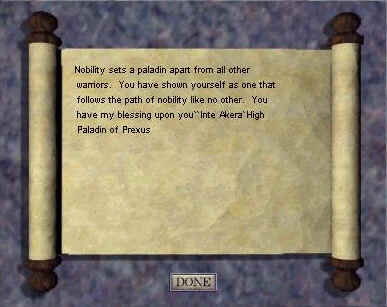 Nobility sets a paladin apart from all other
warriors. You have shown yourself as one that
follows the path of nobility like no other. You
have my blessing upon you``Inte Akera`High
Paladin of Prexus
DONE